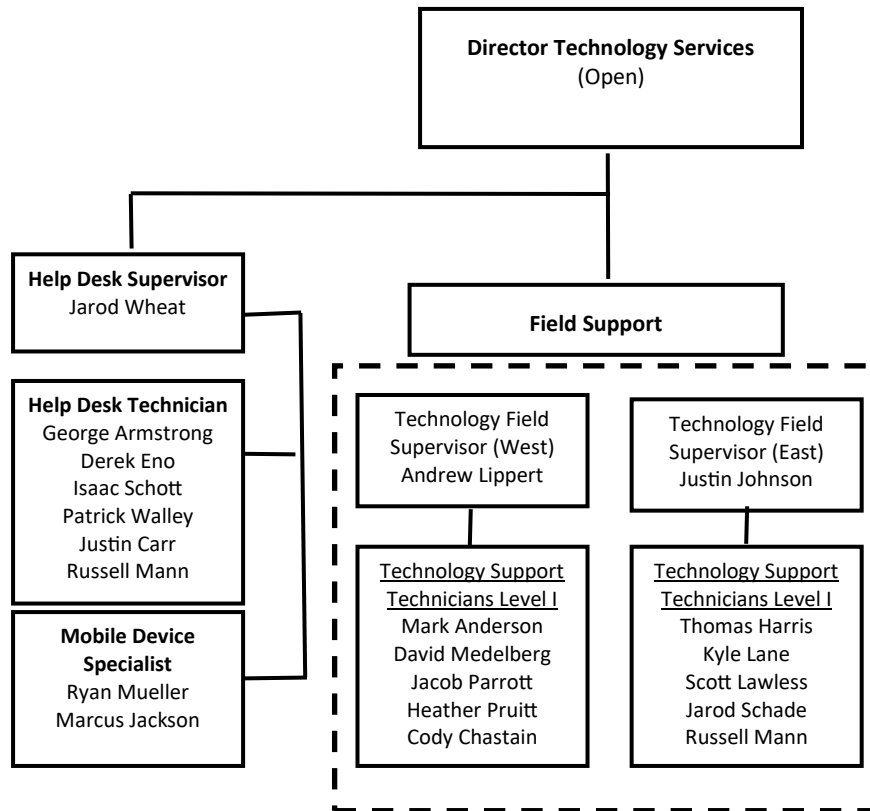 Director Technology Services
(Open)
Help Desk Supervisor
Jarod Wheat
Field Support
Help Desk Technician
George Armstrong
Derek Eno
Isaac Schott
Patrick Walley
Justin Carr
Russell Mann
Mobile Device
Specialist
Ryan Mueller
Marcus Jackson
Technology Field
Supervisor (West)
Andrew Lippert
Technology Support
Technicians Level I
Mark Anderson
David Medelberg
Jacob Parrott
Heather Pruitt
Cody Chastain
Technology Field
Supervisor (East)
Justin Johnson
Technology Support
Technicians Level I
Thomas Harris
Kyle Lane
Scott Lawless
Jarod Schade
Russell Mann